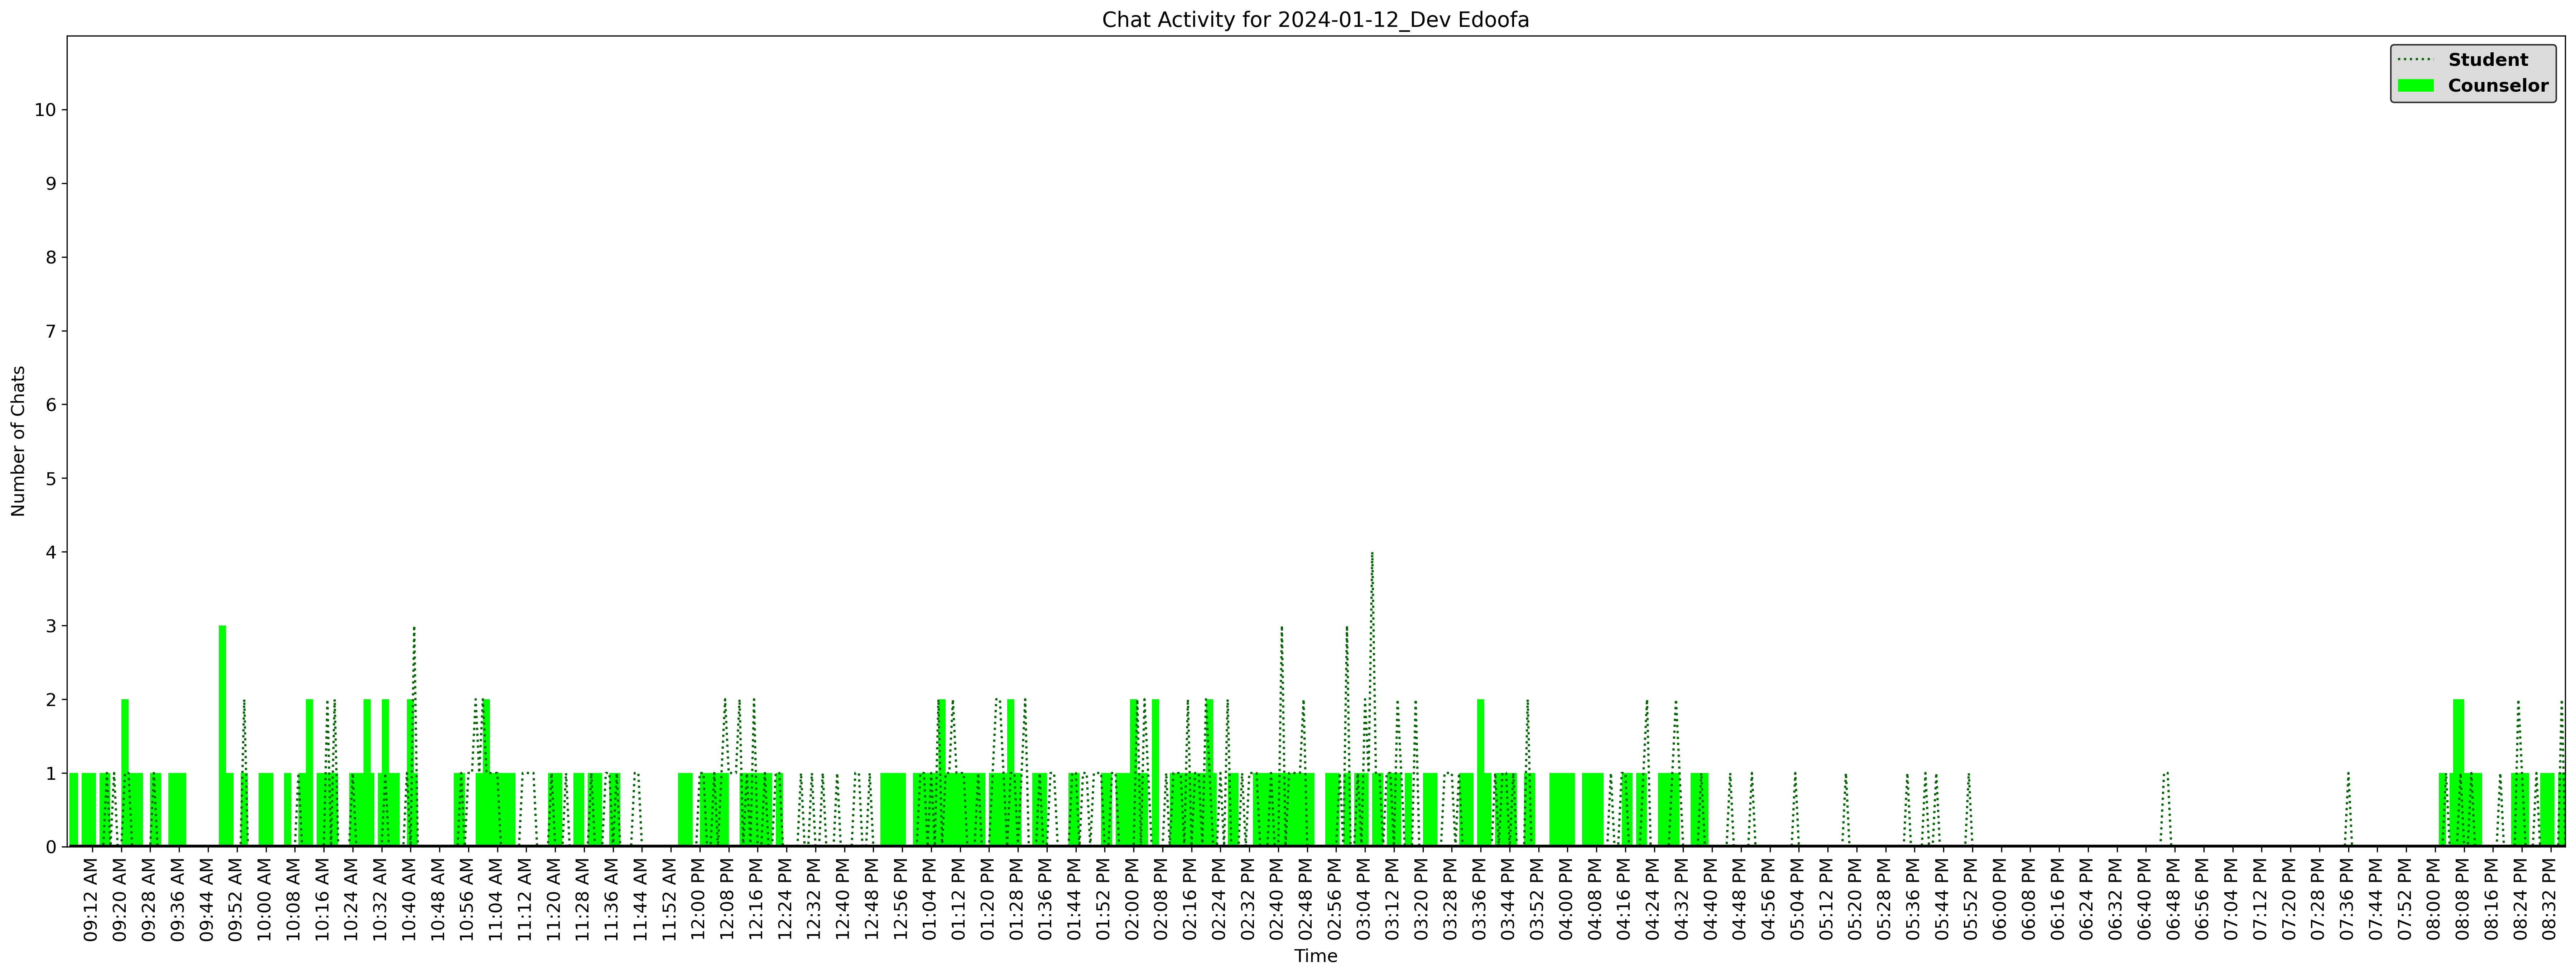 Chat Activity for 2024-01-12_Dev Edoofa
Student
Counselor
10
9
8
7
6
5
4
3
2
1
0
Number of Chats
09:12 AM
09:20 AM
09:28 AM
09:36 AM
09:44 AM
09:52 AM
10:00 AM
10:08 AM
10:16 AM
10:24 AM
10:32 AM
10:40 AM
10:48 AM
10:56 AM
11:04 AM
11:12 AM
11:20 AM
11:28 AM
11:36 AM
11:44 AM
11:52 AM
12:00 PM
12:08 PM
12:16 PM
12:24 PM
12:32 PM
12:40 PM
12:48 PM
12:56 PM
01:04 PM
01:12 PM
01:20 PM
01:28 PM
01:36 PM
01:44 PM
01:52 PM
02:00 PM
02:08 PM
02:16 PM
02:24 PM
02:32 PM
02:40 PM
02:48 PM
02:56 PM
03:04 PM
03:12 PM
03:20 PM
03:28 PM
03:36 PM
03:44 PM
03:52 PM
04:00 PM
04:08 PM
04:16 PM
04:24 PM
04:32 PM
04:40 PM
04:48 PM
04:56 PM
05:04 PM
05:12 PM
05:20 PM
05:28 PM
05:36 PM
05:44 PM
05:52 PM
06:00 PM
06:08 PM
06:16 PM
06:24 PM
06:32 PM
06:40 PM
06:48 PM
06:56 PM
07:04 PM
07:12 PM
07:20 PM
07:28 PM
07:36 PM
07:44 PM
07:52 PM
08:00 PM
08:08 PM
08:16 PM
08:24 PM
08:32 PM
Time